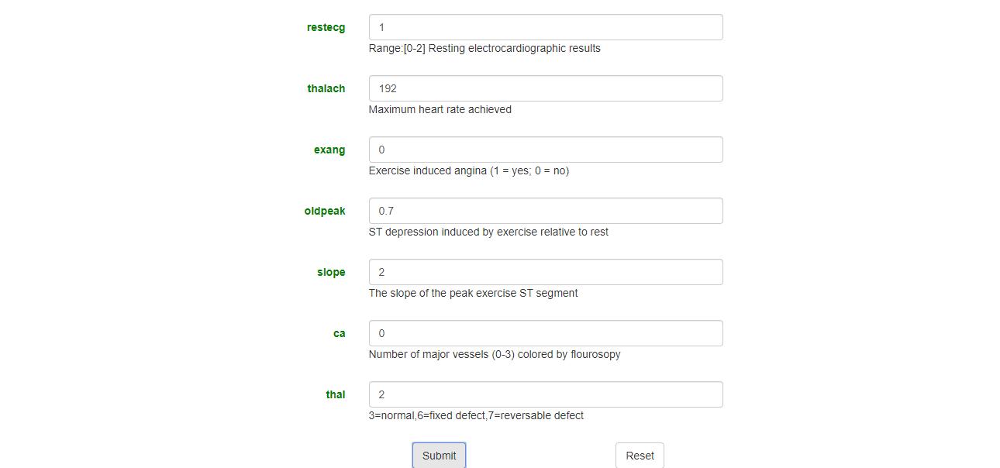 restecg 1
Range:[0-2] Resting electrocardiographic results
thalach 192
Maximum heart rate achieved
exang 0
Exercise induced angina (1 = yes; 0 = no)
oldpeak 0.7
ST depression induced by exercise relative to rest
slope 2
The slope of the peak exercise ST segment
ca 0
Number of major vessels (0-3) colored by flourosopy
thal 2
3=normal,6=fixed defect,7=reversable defect
Submit Reset